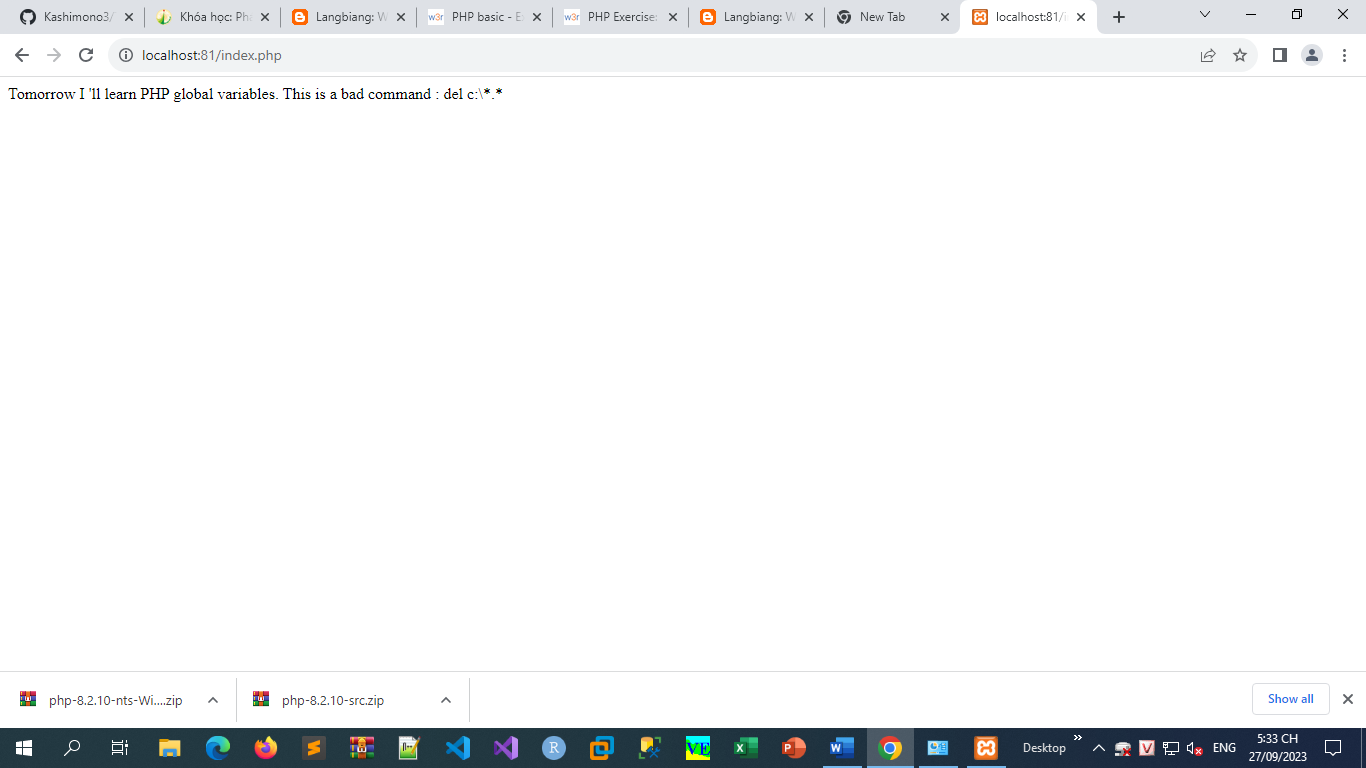 Kashimono3/
Khóa học: Pha
Langbiang: W
PHP basic - Ex
PHP Exercise:
Langbiang: W
New Tab
localhost:81/i
localhost:81/index.php
Tomorrow I 'll learn PHP global variables. This is a bad command : del c:\*.*
php-8.2.10-nts-Wi....zip
php-8.2.10-src.zip
Show all
Desktop
ENG
5:33 CH
27/09/2023